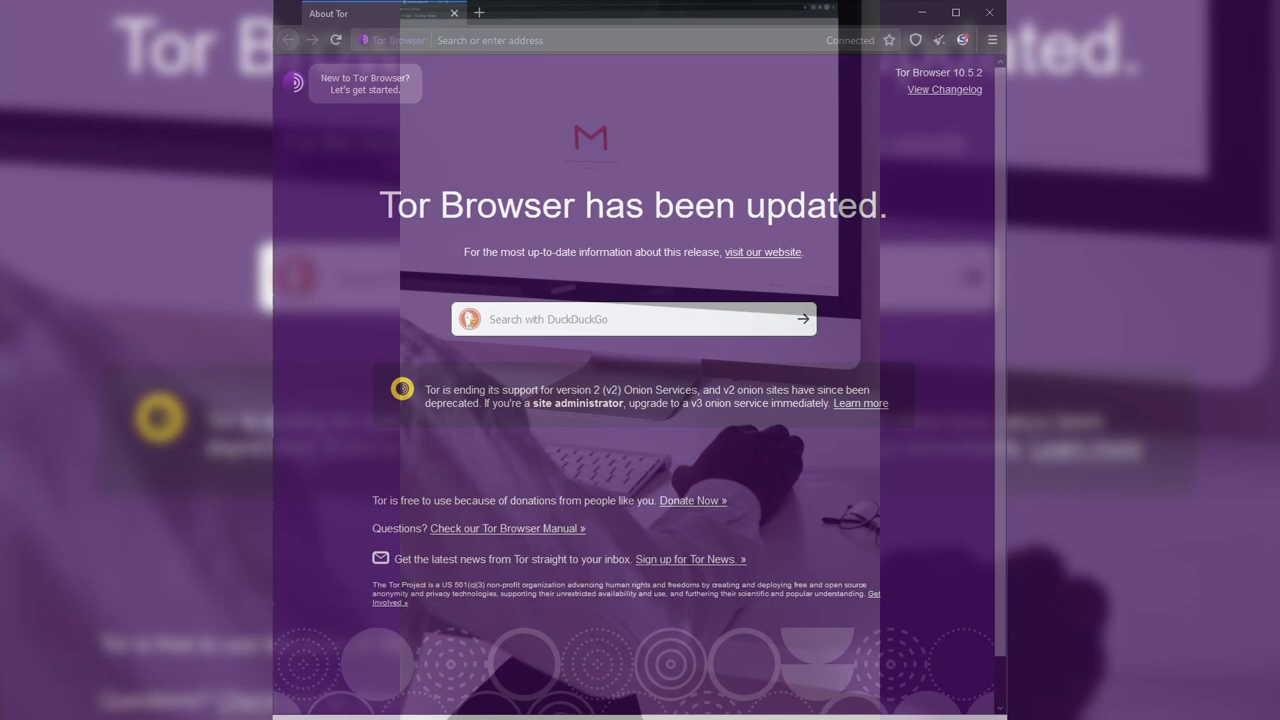 About Tor
Tor Browser
Search or enter address
Connected
New to Tor Browser?
Let's get started.
Tor Browser 10.5.2
View Changelog
Tor Browser has been updated.
For the most up-to-date information about this release, visit our website.
Search with DuckDuckGo
Tor is ending its support for version 2 (v2) Onion Services, and v2 onion sites have since been
deprecated. If you're a site administrator, upgrade to a v3 onion service immediately. Learn more
Tor is free to use because of donations from people like you. Donate Now »
Questions? Check our Tor Browser Manual »
Get the latest news from Tor straight to your inbox. Sign up for Tor News. »
The Tor Project is a US 501(c)(3) non-profit organization advancing human rights and freedoms by creating and deploying free and open source
anonymity and privacy technologies, supporting their unrestricted availability and use, and furthering their scientific and popular understanding. Get
Involved »